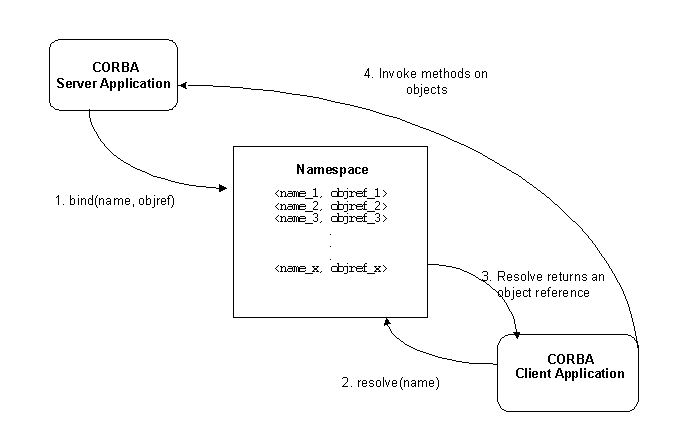 CORBA
Server Application
4. Invoke methods on
objects
1. bind(name, objref)
Namespace
<name_1, objref_1>
<name_2, objref_2>
<name_3, objref_3>
.
.
.
<name_x, objref_x>
3. Resolve returns an
object reference
2. resolve(name)
CORBA
Client Application